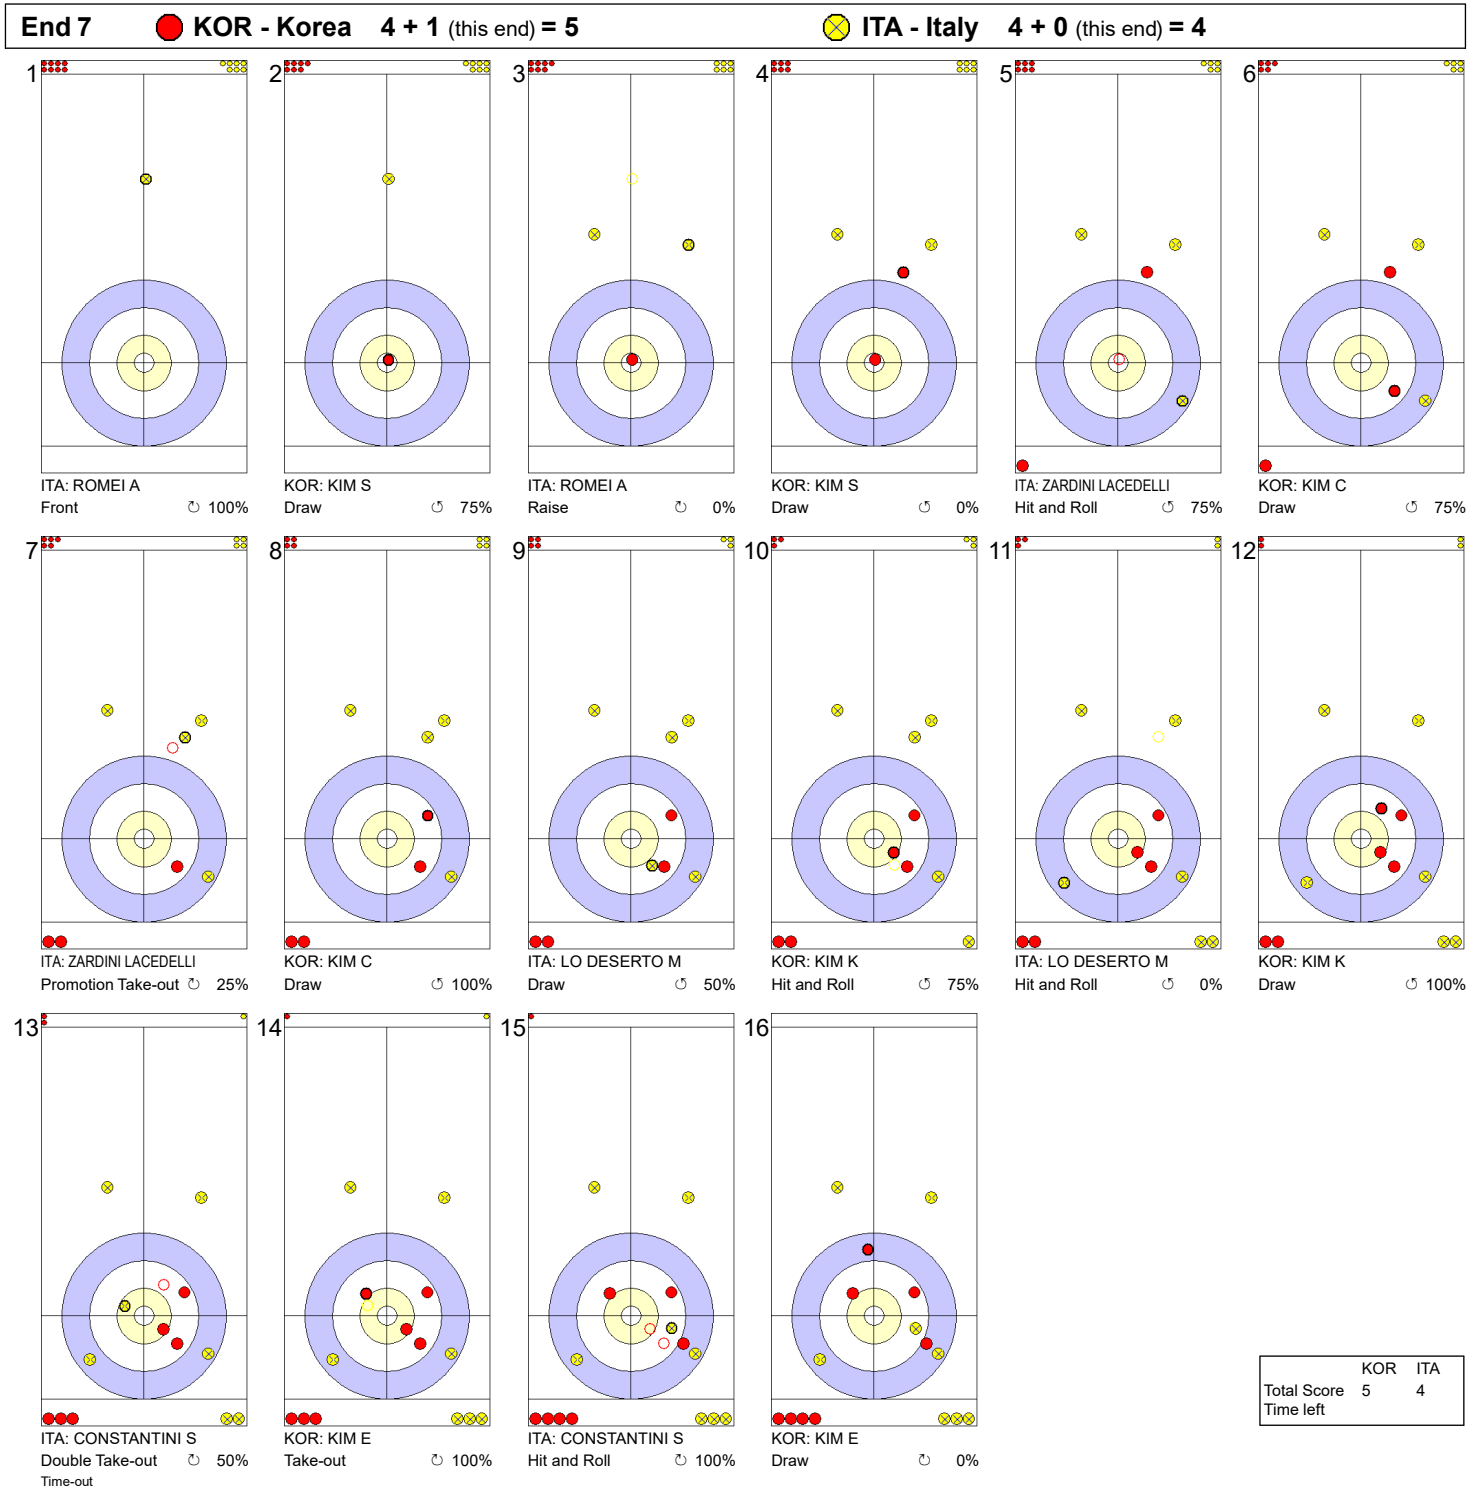 End 7 KOR - Korea 4 + 1 (this end) = 5 ITA - Italy 4 + 0 (this end) = 4
1 2 3 4 5 6
ITA: ROMEI A KOR: KIM S ITA: ROMEI A KOR: KIM S ITA: ZARDINI LACEDELLI KOR: KIM C
Front ↻ 100% Draw ↺ 75% Raise ↻ 0% Draw ↺ 0% Hit and Roll ↺ 75% Draw ↺ 75%
7 8 9 10 11 12
ITA: ZARDINI LACEDELLI KOR: KIM C ITA: LO DESERTO M KOR: KIM K ITA: LO DESERTO M KOR: KIM K
Promotion Take-out ↻ 25% Draw ↺ 100% Draw ↺ 50% Hit and Roll ↺ 75% Hit and Roll ↺ 0% Draw ↺ 100%
13 14 15 16
ITA: CONSTANTINI S KOR: KIM E ITA: CONSTANTINI S KOR: KIM E
Double Take-out ↻ 50% Take-out ↻ 100% Hit and Roll ↻ 100% Draw ↻ 0%
Time-out
KOR ITA
Total Score 5 4
Time left